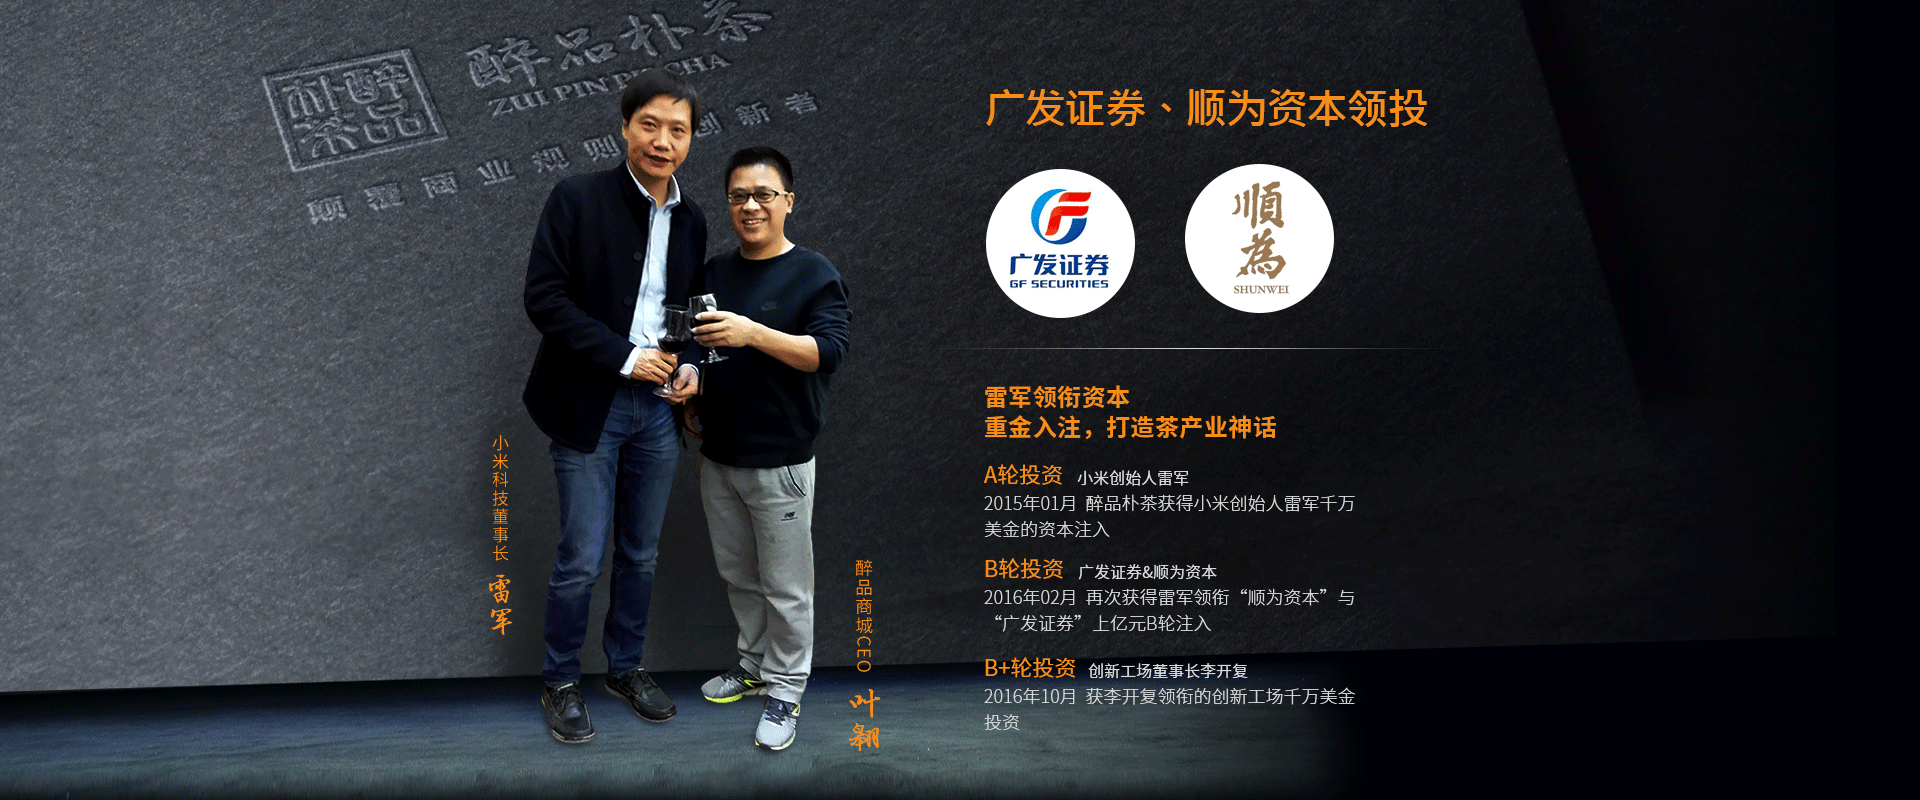 朴醉
茶品
醉品朴茶
ZUI PIN P CHA
颠覆商业规则 创新者
广发证券、顺为资本领投
广发证券
GF SECURITIES
順為
SHUNWEI
雷军领衔资本
重金入注，打造茶产业神话
A轮投资 小米创始人雷军
2015年01月 醉品朴茶获得小米创始人雷军千万
美金的资本注入
B轮投资 广发证券&顺为资本
2016年02月 再次获得雷军领衔“顺为资本”与
“广发证券”上亿元B轮注入
B+轮投资 创新工场董事长李开复
2016年10月 获李开复领衔的创新工场千万美金
投资
小米科技董事长 雷军
醉品商城CEO 叶翱